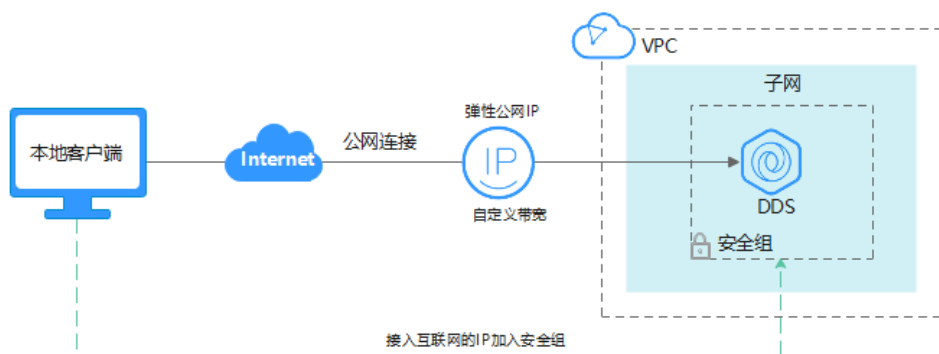 VPC
子网
弹性公网IP
本地客户端
Internet
公网连接
IP
自定义带宽
DDS
安全组
接入互联网的IP加入安全组